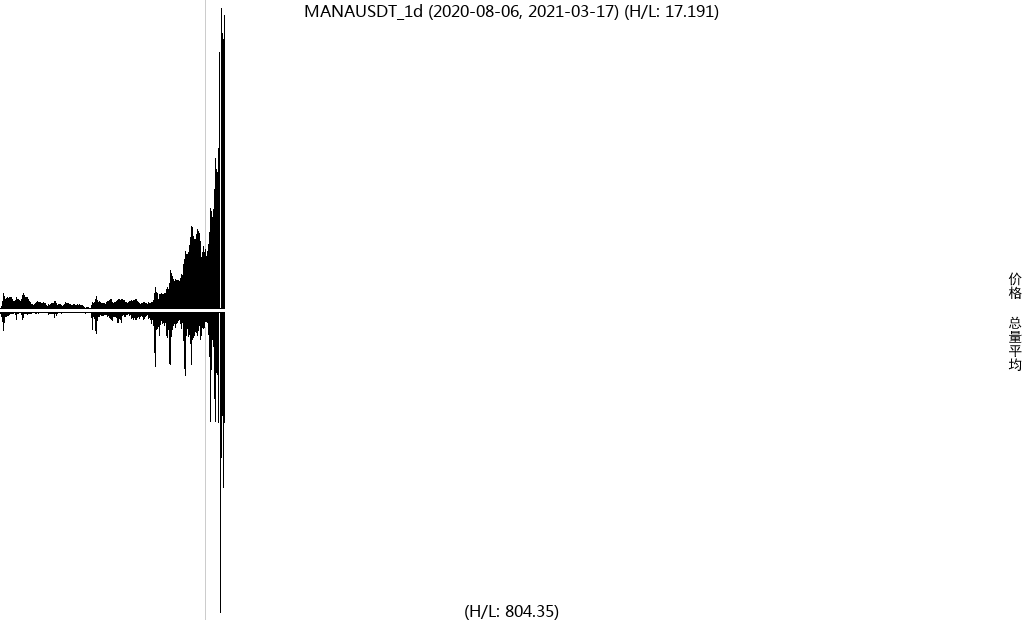 MANAUSDT_1d (2020-08-06, 2021-03-17) (H/L: 17.191)
价格 总量平均
(H/L: 804.35)